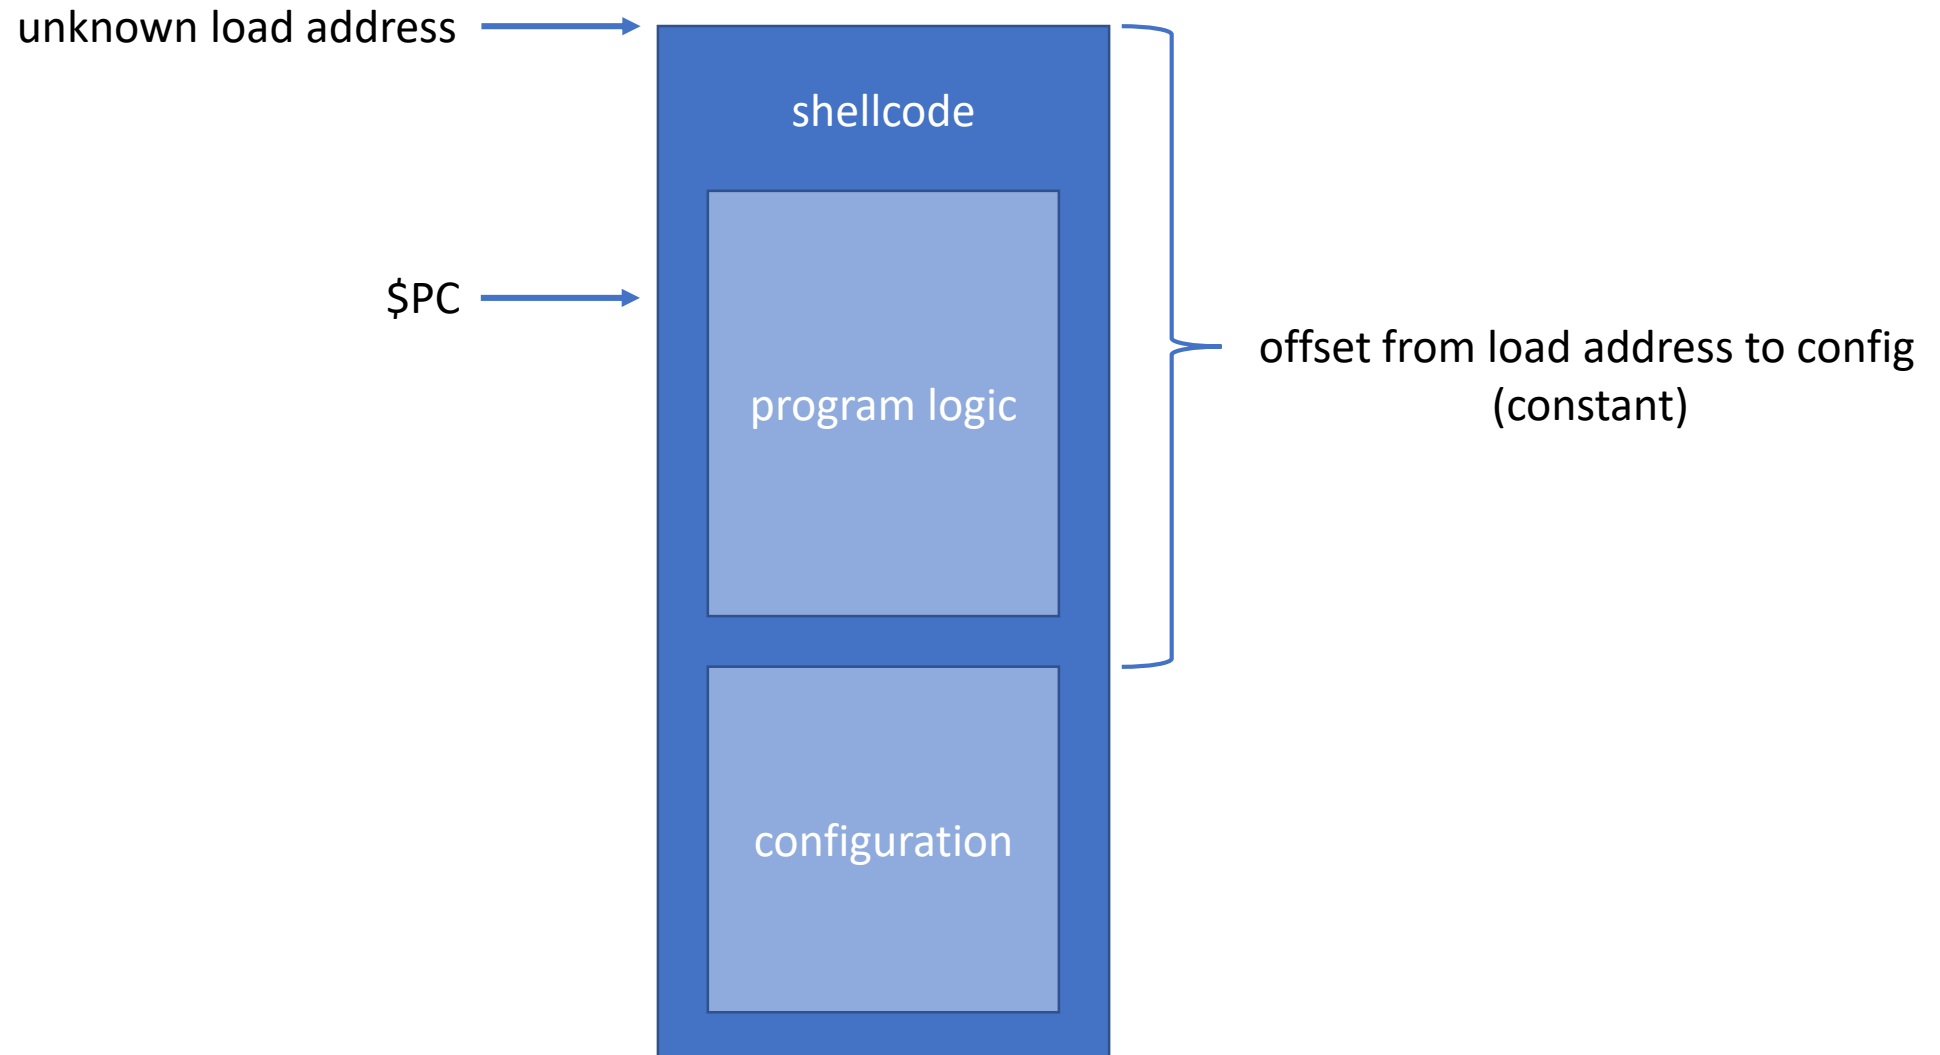 unknown load address
shellcode
$PC
offset from load address to config
(constant)
program logic
configuration